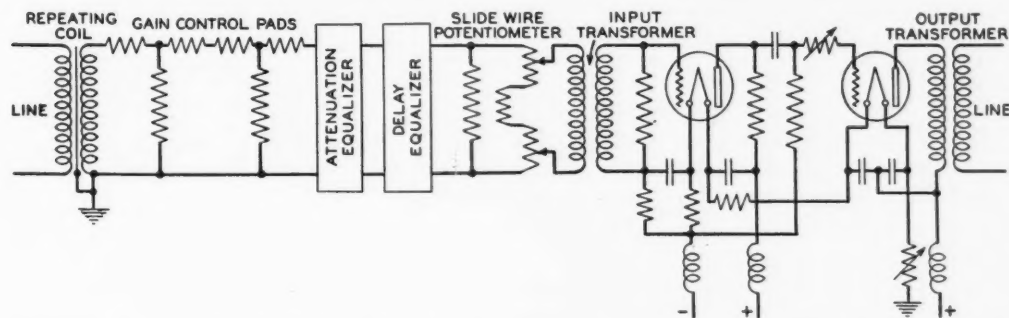 REPEATING
COIL
GAIN CONTROL PADS
SLIDE WIRE
POTENTIOMETER
INPUT
TRANSFORMER
OUTPUT
TRANSFORMER
LINE
ATTENUATION
EQUALIZER
DELAY
EQUALIZER
LINE
-
+
+